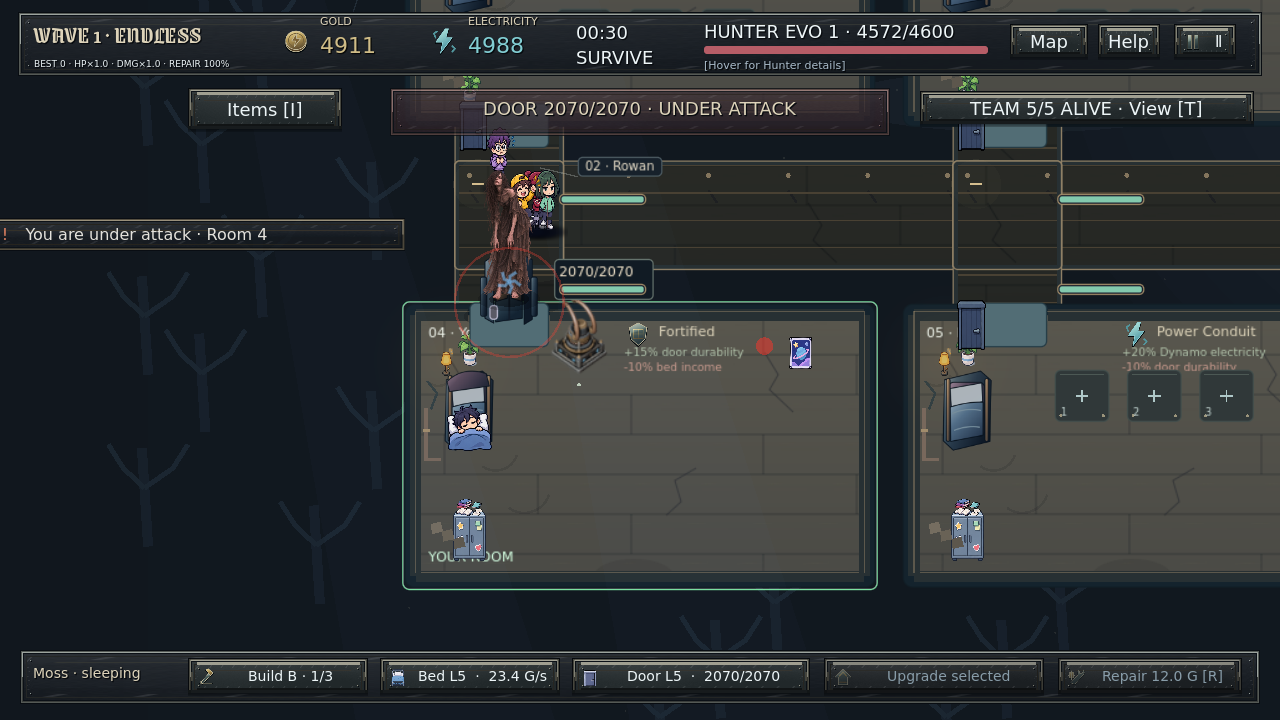 WAVE 1 · ENDLESS
BEST 0 · HP×1.0 · DMG×1.0 · REPAIR 100%
GOLD
4911
ELECTRICITY
4988
00:30
SURVIVE
HUNTER EVO 1 · 4572/4600
[Hover for Hunter details]
Map
Help
Items [I]
DOOR 2070/2070 · UNDER ATTACK
TEAM 5/5 ALIVE · View [T]
02 · Rowan
! You are under attack · Room 4
2070/2070
04 ·
Fortified
+15% door durability
-10% bed income
05 ·
Power Conduit
+20% Dynamo electricity
-10% door durability
+
1
+
2
+
3
YOUR ROOM
Moss · sleeping
Build B · 1/3
Bed L5 · 23.4 G/s
Door L5 · 2070/2070
Upgrade selected
Repair 12.0 G [R]